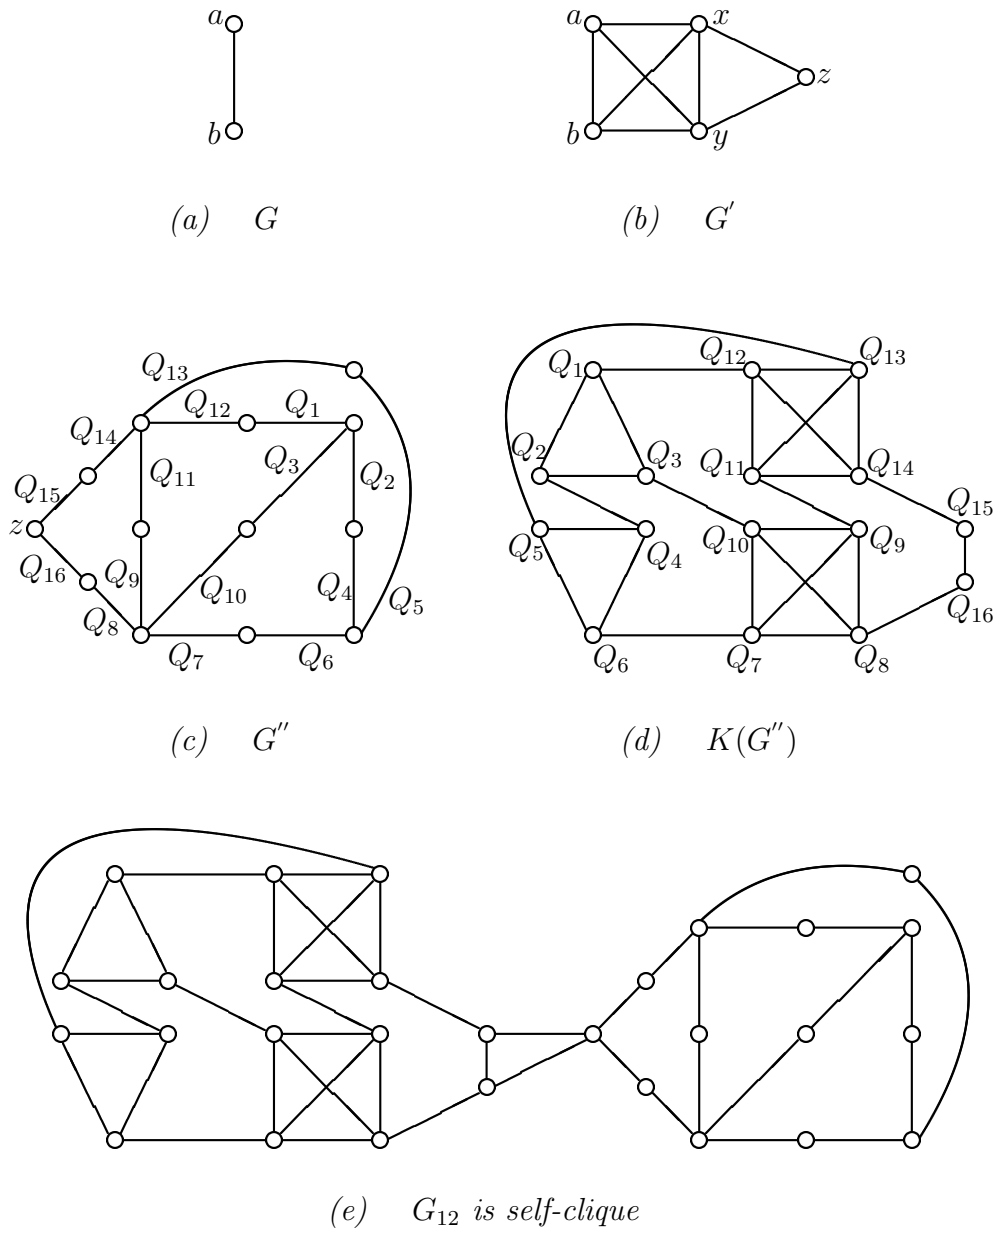 a
b
a
x
z
b
y
(a) G
(b) G′
Q13
Q12 Q1
Q14
Q11
Q3
Q2
Q15
z
Q16
Q9
Q10
Q4
Q5
Q8
Q7
Q6
Q1
Q12
Q13
Q2
Q3
Q11
Q14
Q15
Q5
Q4
Q10
Q9
Q16
Q6
Q7
Q8
(c) G″
(d) K(G″)
(e) G12 is self-clique